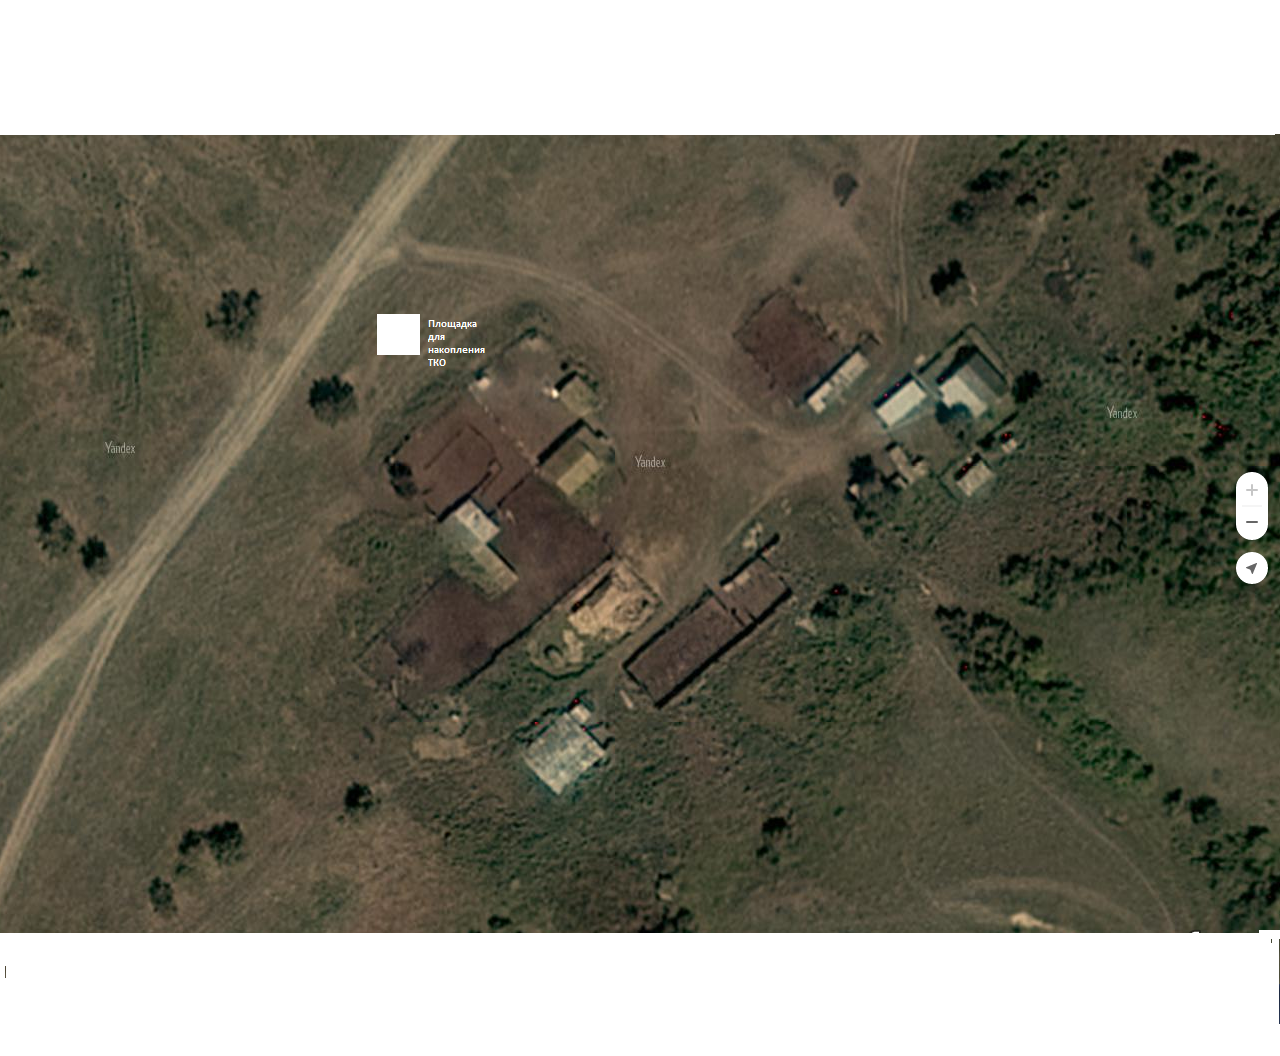 Площадка
для
накопления
ТКО
Yandex
Yandex
Yandex